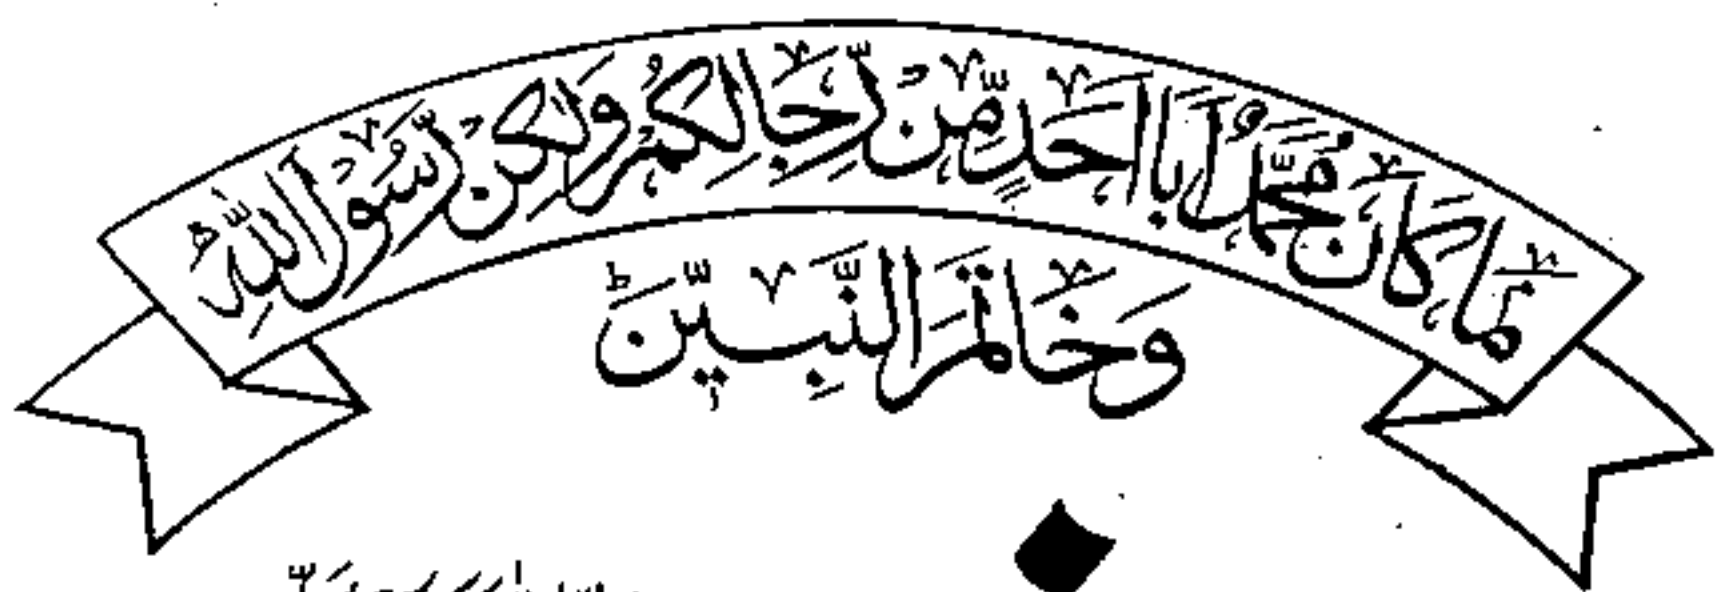 مَا كَانَ مُحَمَّدٌ اَبَا اَحَدٍ مِّنْ رِّجَالِكُمْ وَلٰكِنْ رَّسُوْلَ اللّٰهِ
وَخَاتَمَ النَّبِيّٖنَ